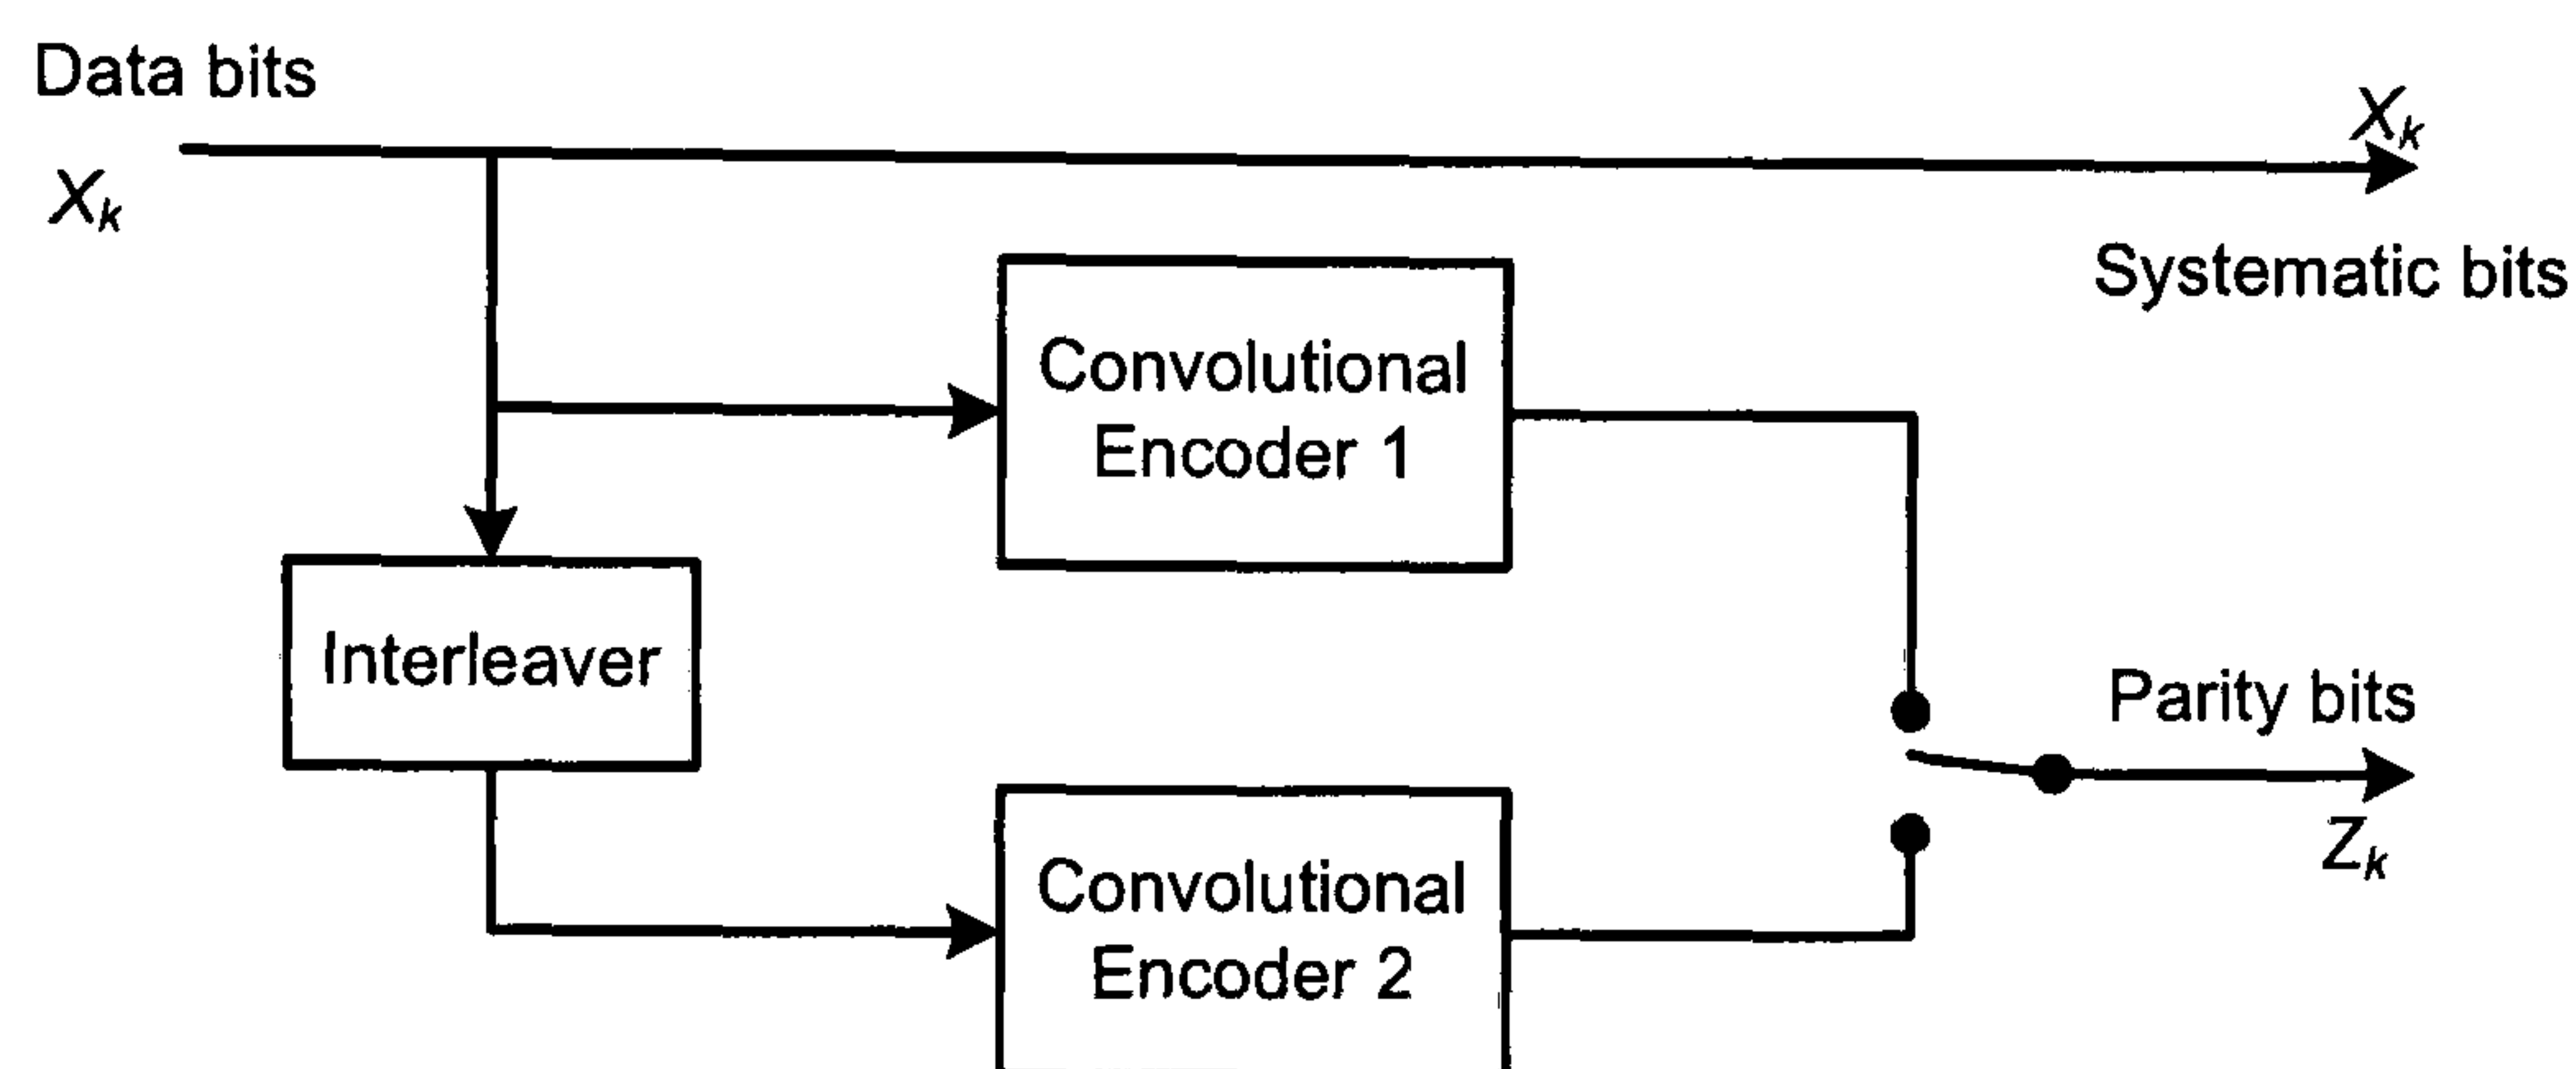 Data bits
Xk
Xk
Systematic bits
Convolutional
Encoder 1
Interleaver
Parity bits
Zk
Convolutional
Encoder 2